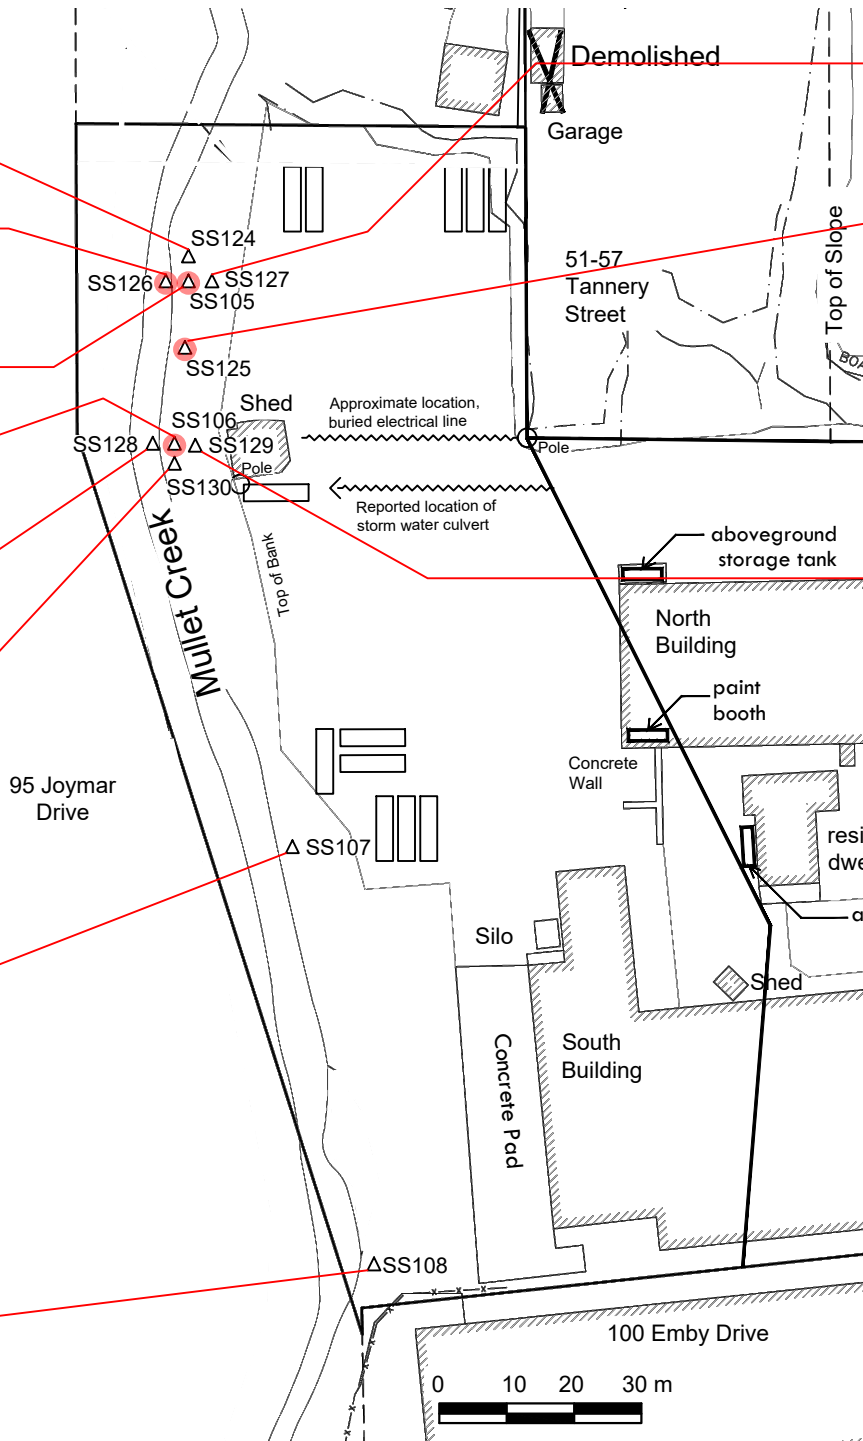 Demolished
Garage
SS124
SS126
SS127
SS105
51-57
Tannery
Street
Top of Slope
SS125
Shed
Approximate location,
buried electrical line
SS106
SS128
SS129
Pole
Pole
SS130
Reported location of
storm water culvert
Mullet Creek
Top of Bank
aboveground
storage tank
North
Building
paint
booth
Concrete
Wall
95 Joymar
Drive
SS107
resi
dwe
a
Silo
Shed
South
Building
Concrete Pad
SS108
100 Emby Drive
0 10 20 30 m